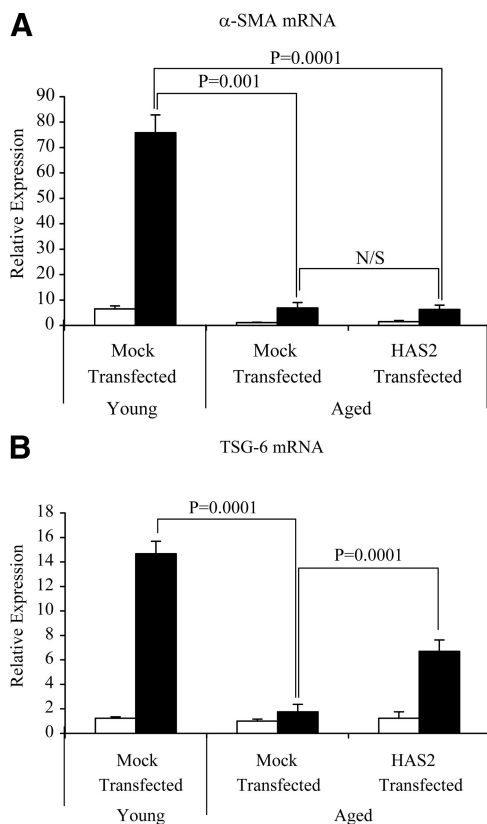 A
α-SMA mRNA
P=0.0001
P=0.001
N/S
Relative Expression
90
80
70
60
50
40
30
20
10
0
Mock Transfected
Mock Transfected
HAS2 Transfected
Young
Aged
B
TSG-6 mRNA
P=0.0001
P=0.0001
Relative Expression
18
16
14
12
10
8
6
4
2
0
Mock Transfected
Mock Transfected
HAS2 Transfected
Young
Aged